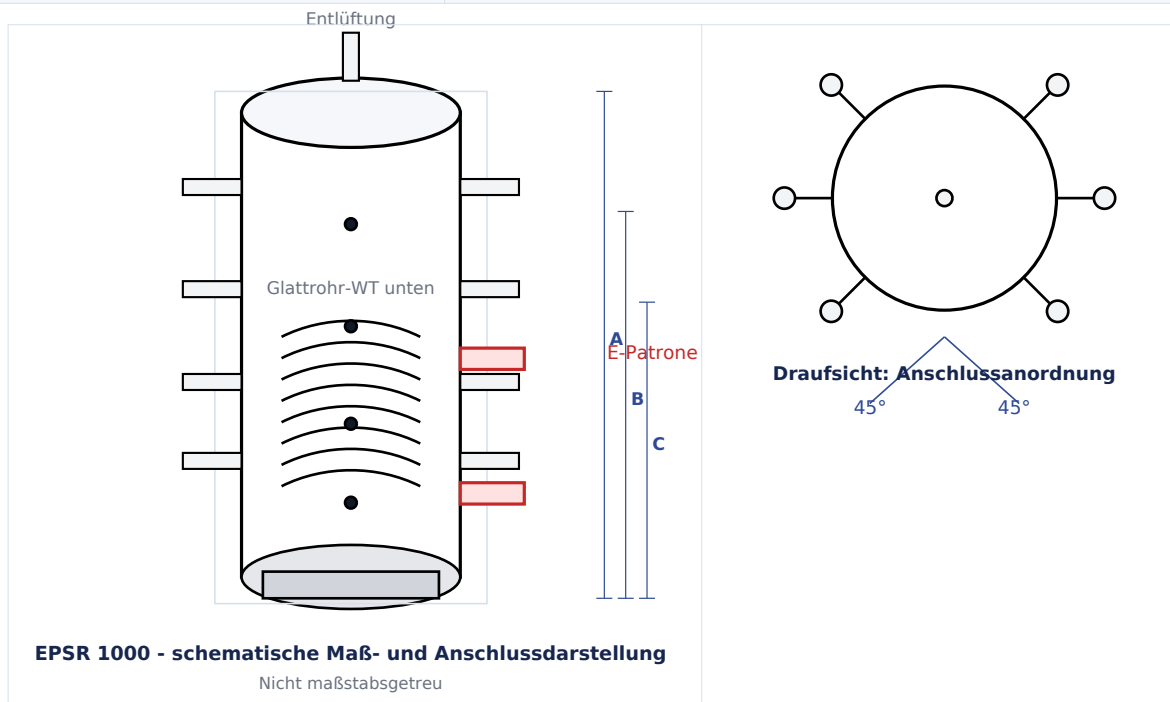 Entlüftung
Glattrohr-WT unten
A
E-Patrone
B
C
EPSR 1000 - schematische Maß- und Anschlussdarstellung
Nicht maßstabsgetreu
Draufsicht: Anschlussanordnung
45°
45°